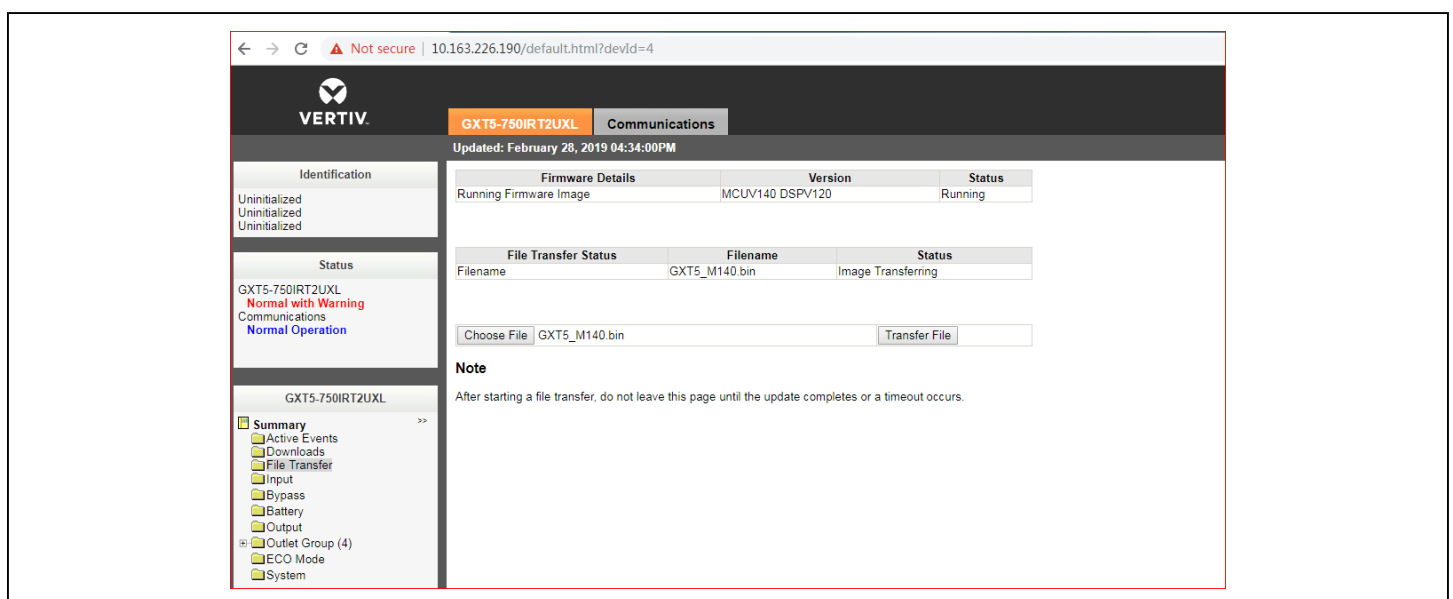 Not secure | 10.163.226.190/default.html?devId=4
VERTIV.
GXT5-750IRT2UXL Communications
Updated: February 28, 2019 04:34:00PM
Identification
Uninitialized
Uninitialized
Uninitialized
Status
GXT5-750IRT2UXL
Normal with Warning
Communications
Normal Operation
GXT5-750IRT2UXL
Summary >>
Active Events
Downloads
File Transfer
Input
Bypass
Battery
Output
Outlet Group (4)
ECO Mode
System
Firmware Details Version Status
Running Firmware Image MCUV140 DSPV120 Running
File Transfer Status Filename Status
Filename GXT5_M140.bin Image Transferring
Choose File GXT5_M140.bin Transfer File
Note
After starting a file transfer, do not leave this page until the update completes or a timeout occurs.